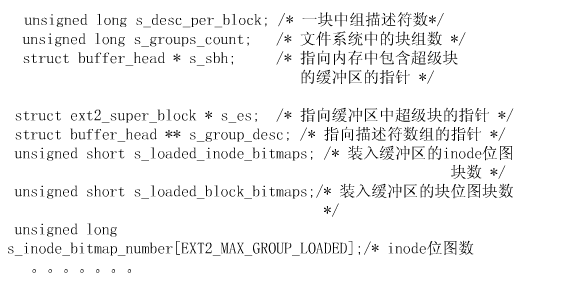 unsigned long s_desc_per_block; /* 一块中组描述符数*/
unsigned long s_groups_count;   /* 文件系统中的块组数 */
struct buffer_head * s_sbh;     /* 指向内存中包含超级块
的缓冲区的指针 */
struct ext2_super_block * s_es;  /* 指向缓冲区中超级块的指针 */
struct buffer_head ** s_group_desc; /* 指向描述符数组的指针 */
unsigned short s_loaded_inode_bitmaps; /* 装入缓冲区的inode位图
块数 */
unsigned short s_loaded_block_bitmaps;/* 装入缓冲区的块位图块数
*/
unsigned long
s_inode_bitmap_number[EXT2_MAX_GROUP_LOADED];/* inode位图数
。。。。。。。